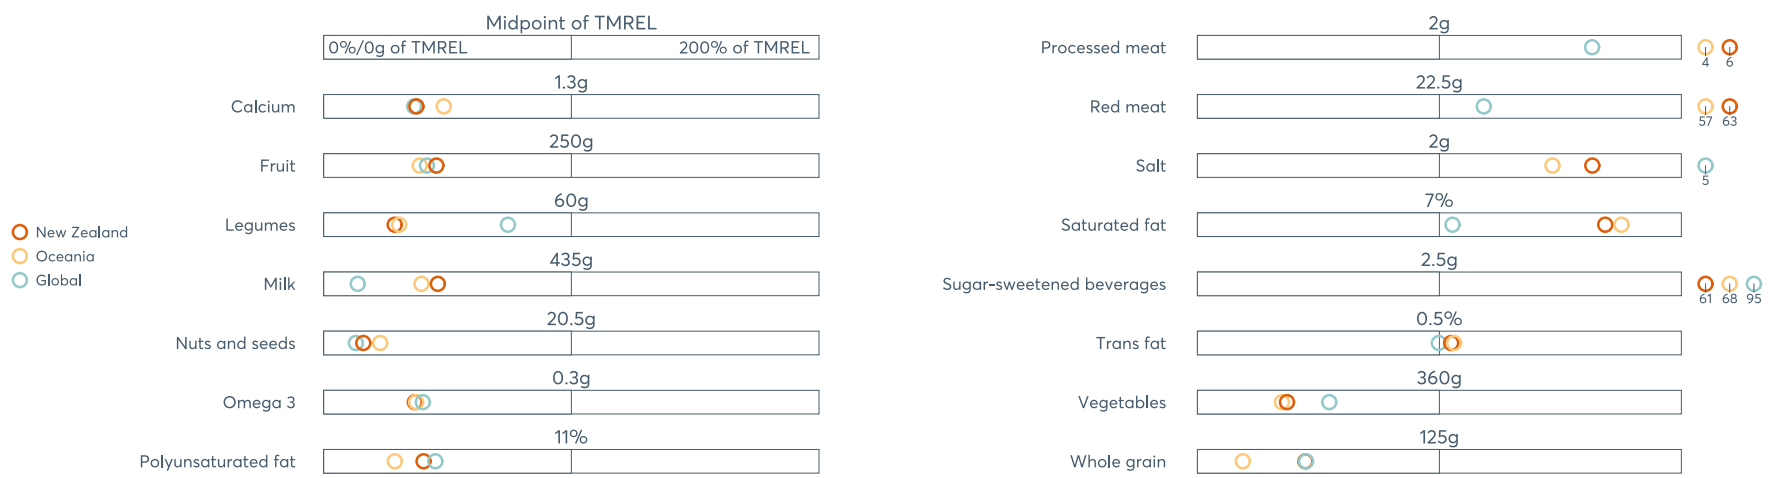 Midpoint of TMREL
0%/0g of TMREL 200% of TMREL
Calcium
1.3g
Fruit
250g
Legumes
60g
Milk
435g
Nuts and seeds
20.5g
Omega 3
0.3g
Polyunsaturated fat
11%
New Zealand
Oceania
Global
Processed meat
2g
4 6
Red meat
22.5g
57 63
Salt
2g
5
Saturated fat
7%
Sugar-sweetened beverages
2.5g
61 68 95
Trans fat
0.5%
Vegetables
360g
Whole grain
125g